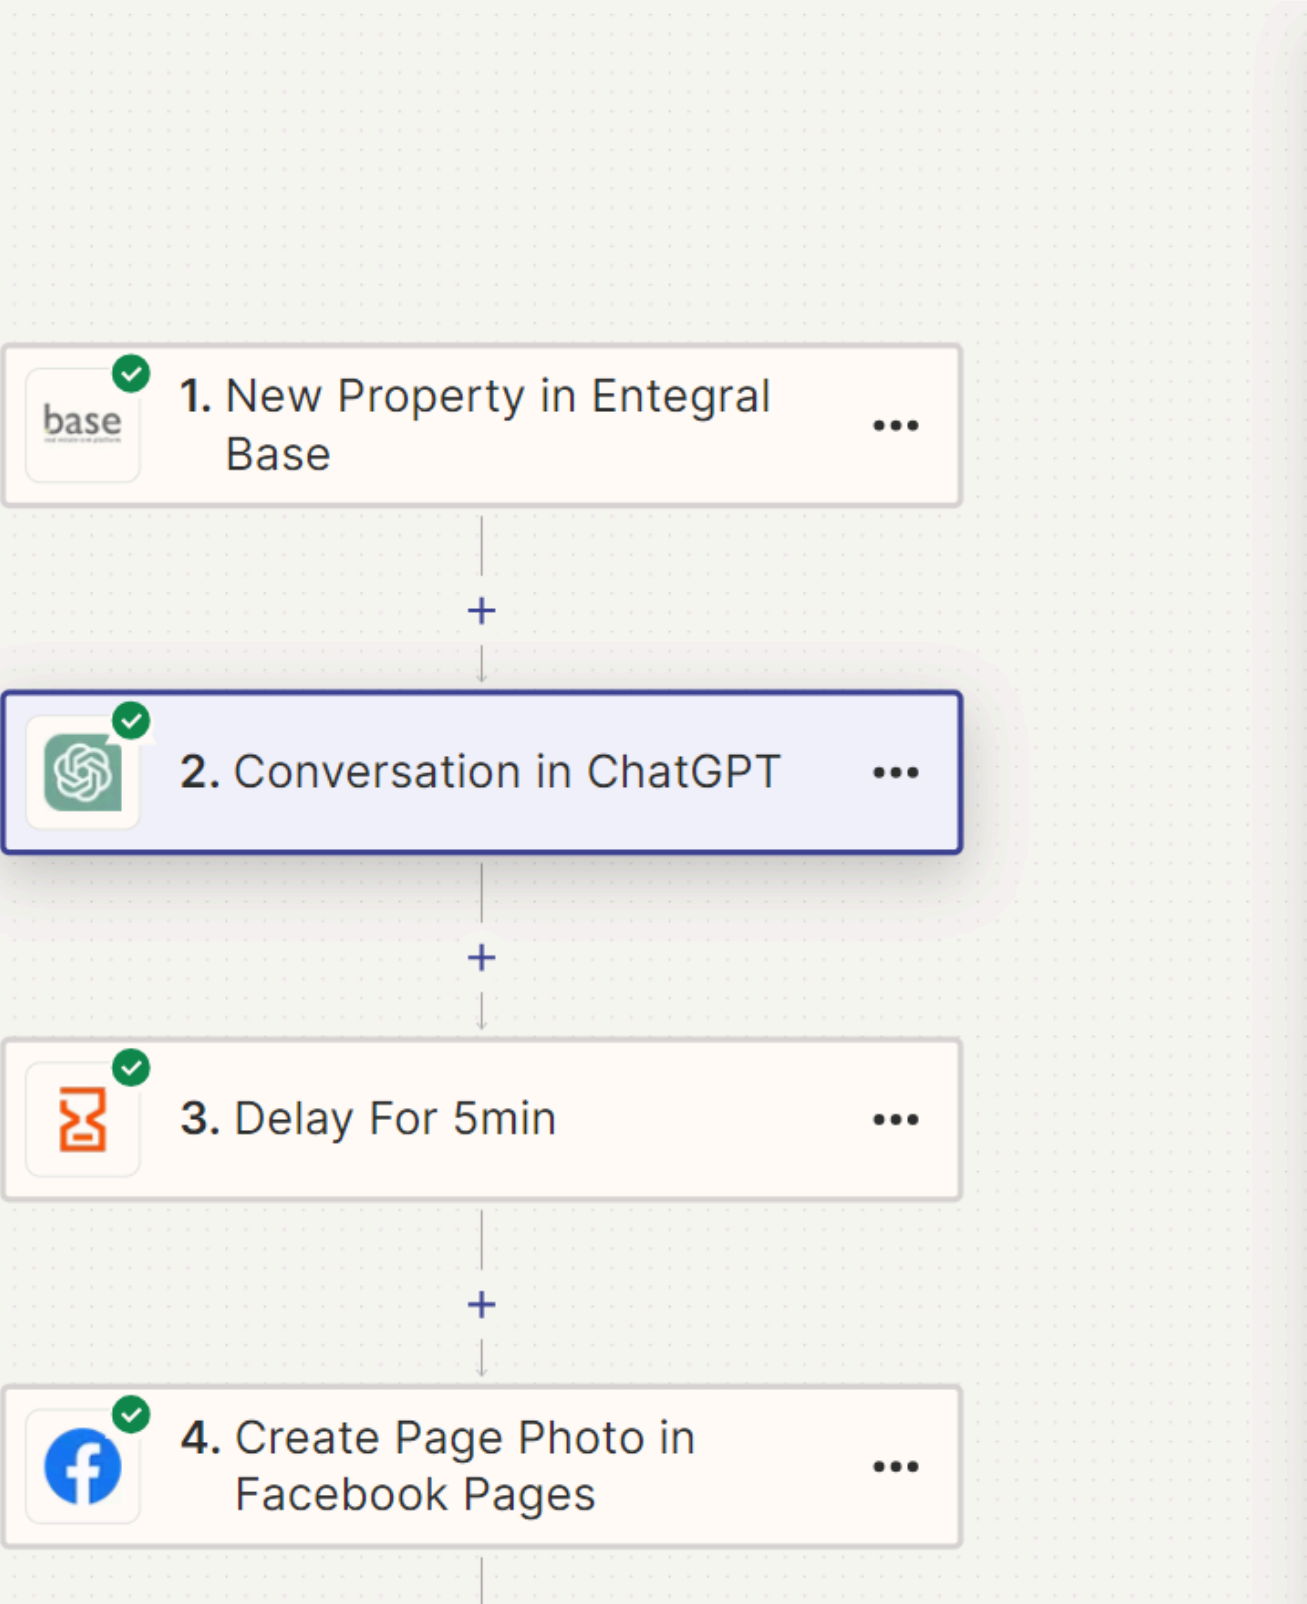 base
1. New Property in Entegral
Base
2. Conversation in ChatGPT
3. Delay For 5min
4. Create Page Photo in
Facebook Pages